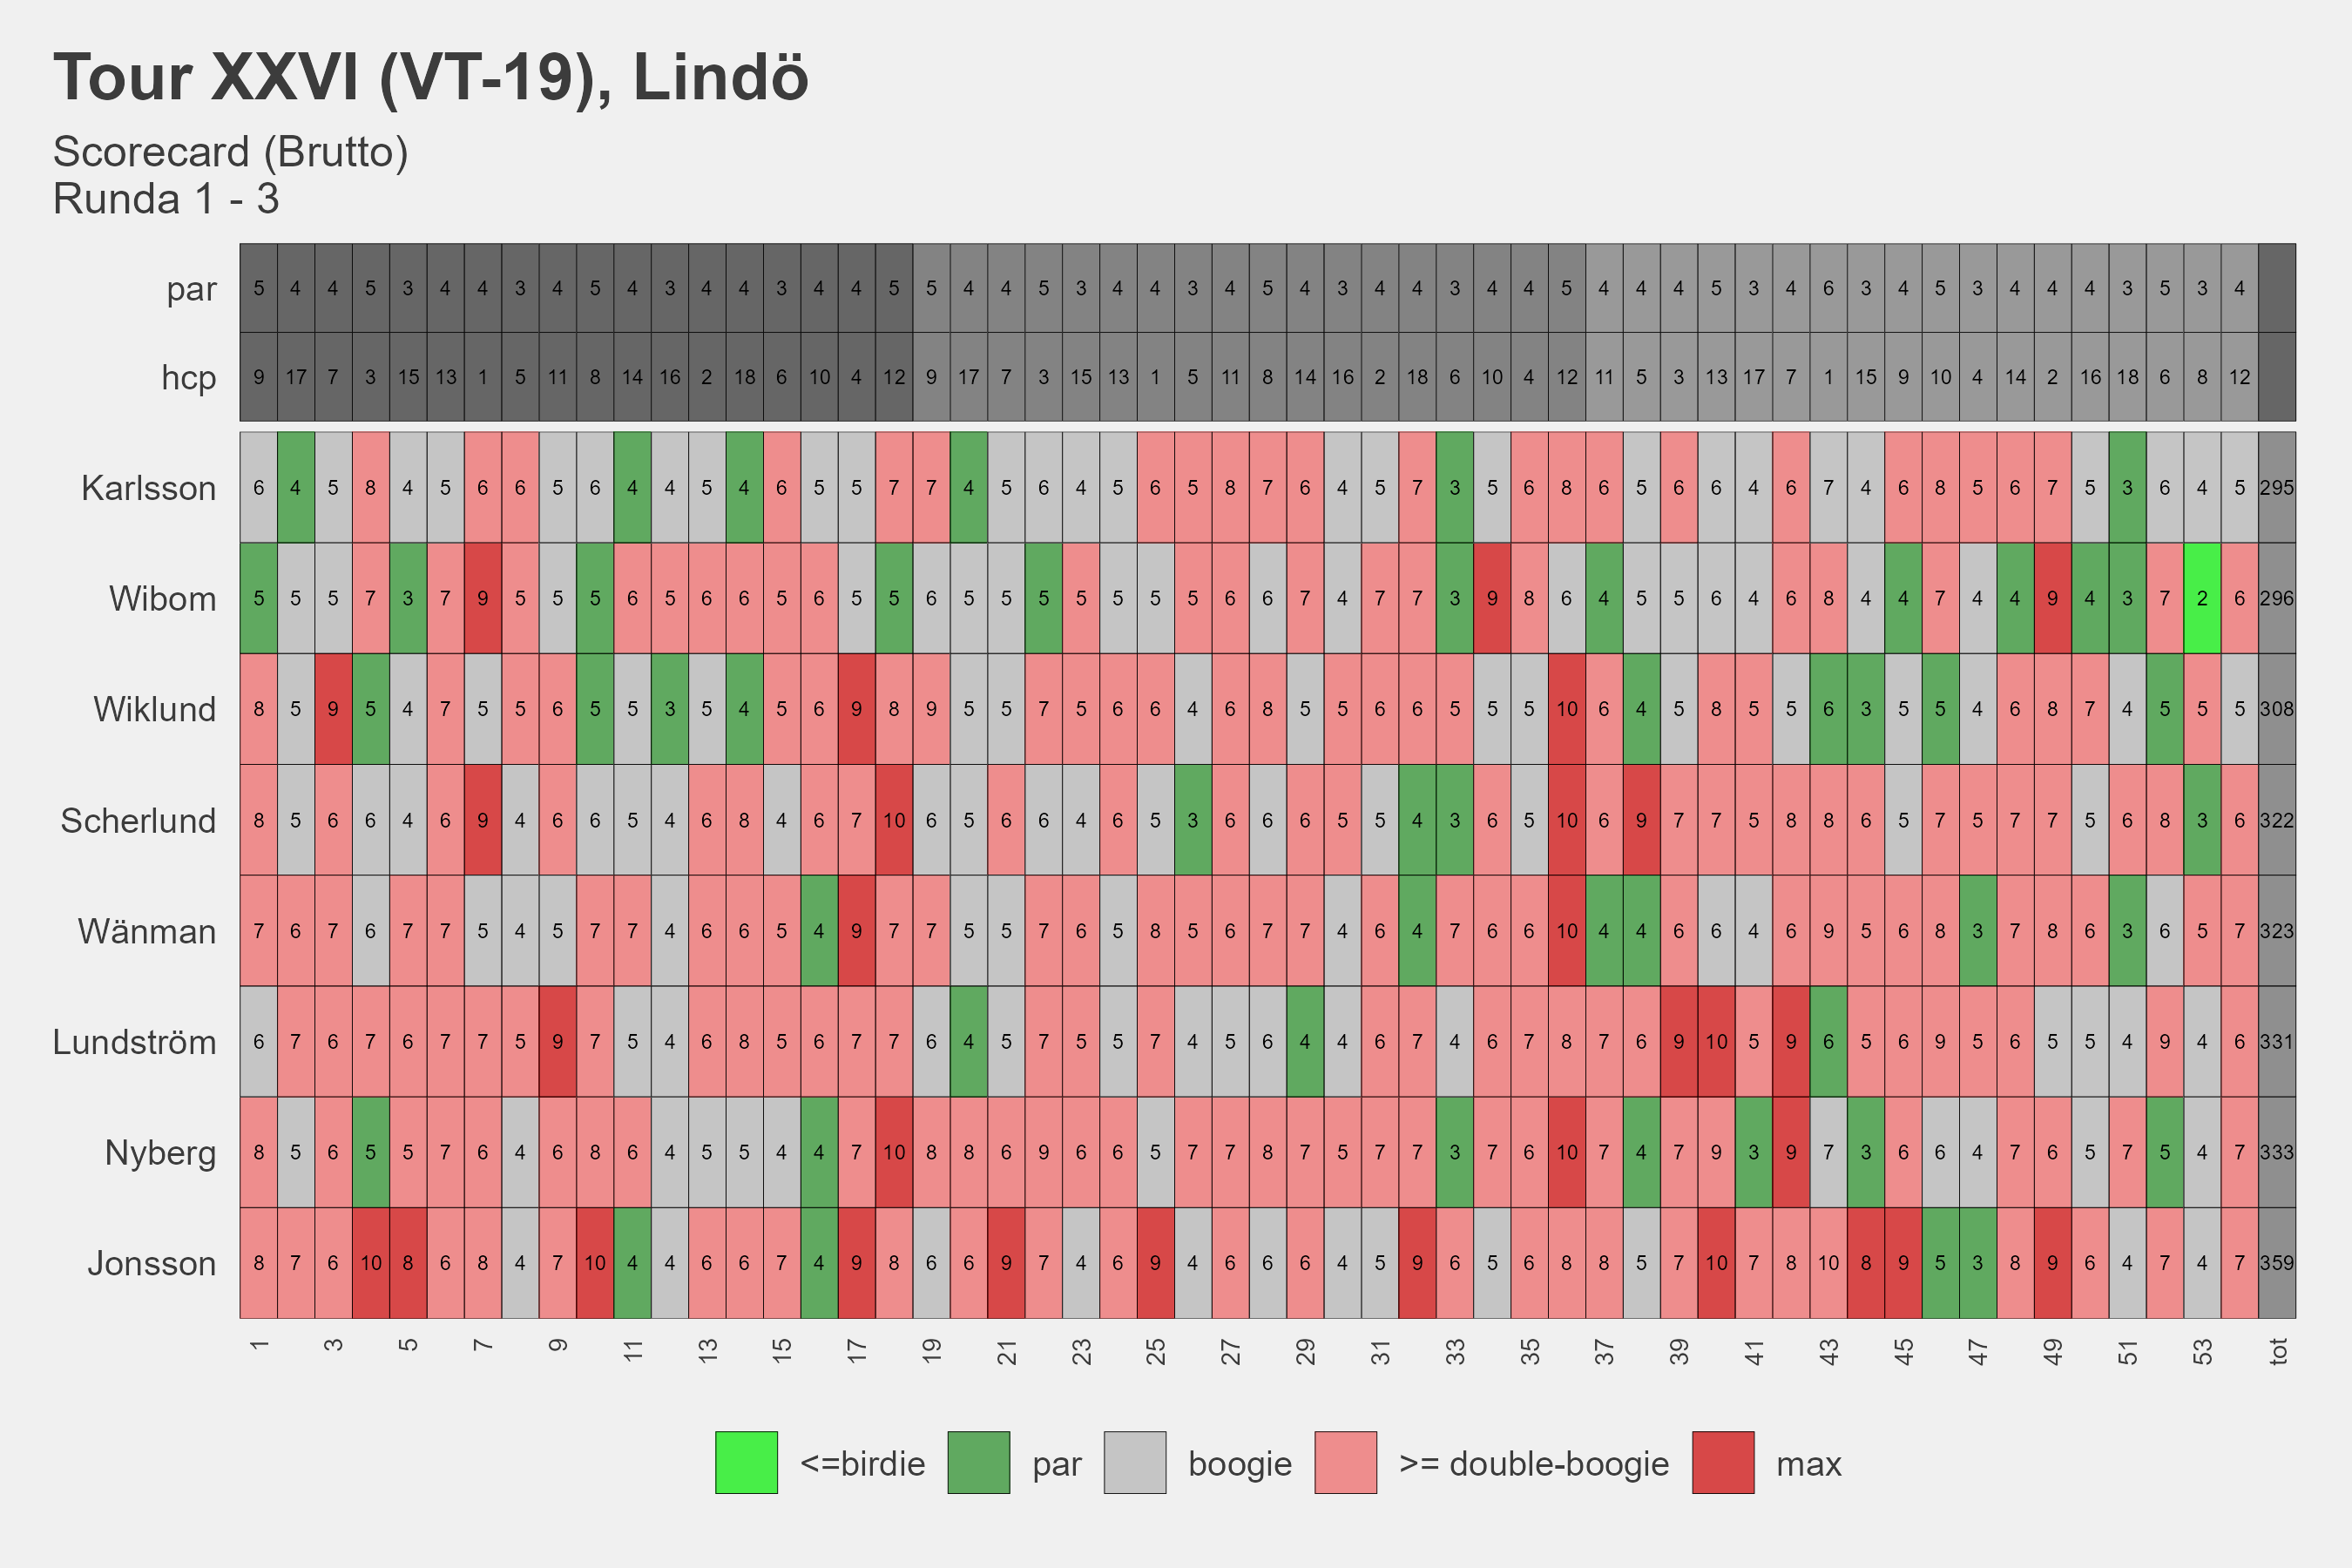 Tour XXVI (VT-19), Lindö
Scorecard (Brutto)
Runda 1 - 3
par 5 4 4 5 3 4 4 3 4 5 4 3 4 4 3 4 4 5 5 4 4 5 3 4 4 3 4 5 4 3 4 4 3 4 4 5 4 4 4 5 3 4 6 3 4 5 3 4 4 4 3 5 3 4
hcp 9 17 7 3 15 13 1 5 11 8 14 16 2 18 6 10 4 12 9 17 7 3 15 13 1 5 11 8 14 16 2 18 6 10 4 12 11 5 3 13 17 7 1 15 9 10 4 14 2 16 18 6 8 12
Karlsson 6 4 5 8 4 5 6 6 5 6 4 4 5 4 6 5 5 7 7 4 5 6 4 5 6 5 8 7 6 4 5 7 3 5 6 8 6 5 6 6 4 6 7 4 6 8 5 6 7 5 3 6 4 5 295
Wibom 5 5 5 7 3 7 9 5 5 5 6 5 6 6 5 6 5 5 6 5 5 5 5 5 5 5 6 6 7 4 7 7 3 9 8 6 4 5 5 6 4 6 8 4 4 7 4 4 9 4 3 7 2 6 296
Wiklund 8 5 9 5 4 7 5 5 6 5 5 3 5 4 5 6 9 8 9 5 5 7 5 6 6 4 6 8 5 5 6 6 5 5 5 10 6 4 5 8 5 5 6 3 5 5 4 6 8 7 4 5 5 5 308
Scherlund 8 5 6 6 4 6 9 4 6 6 5 4 6 8 4 6 7 10 6 5 6 6 4 6 5 3 6 6 6 5 5 4 3 6 5 10 6 9 7 7 5 8 8 6 5 7 5 7 7 5 6 8 3 6 322
Wänman 7 6 7 6 7 7 5 4 5 7 7 4 6 6 5 4 9 7 7 5 5 7 6 5 8 5 6 7 7 4 6 4 7 6 6 10 4 4 6 6 4 6 9 5 6 8 3 7 8 6 3 6 5 7 323
Lundström 6 7 6 7 6 7 7 5 9 7 5 4 6 8 5 6 7 7 6 4 5 7 5 5 7 4 5 6 4 4 6 7 4 6 7 8 7 6 9 10 5 9 6 5 6 9 5 6 5 5 4 9 4 6 331
Nyberg 8 5 6 5 5 7 6 4 6 8 6 4 5 5 4 4 7 10 8 8 6 9 6 6 5 7 7 8 7 5 7 7 3 7 6 10 7 4 7 9 3 9 7 3 6 6 4 7 6 5 7 5 4 7 333
Jonsson 8 7 6 10 8 6 8 4 7 10 4 4 6 6 7 4 9 8 6 6 9 7 4 6 9 4 6 6 6 4 5 9 6 5 6 8 8 5 7 10 7 8 10 8 9 5 3 8 9 6 4 7 4 7 359
1 3 5 7 9 11 13 15 17 19 21 23 25 27 29 31 33 35 37 39 41 43 45 47 49 51 53 tot
<=birdie par boogie >= double-boogie max